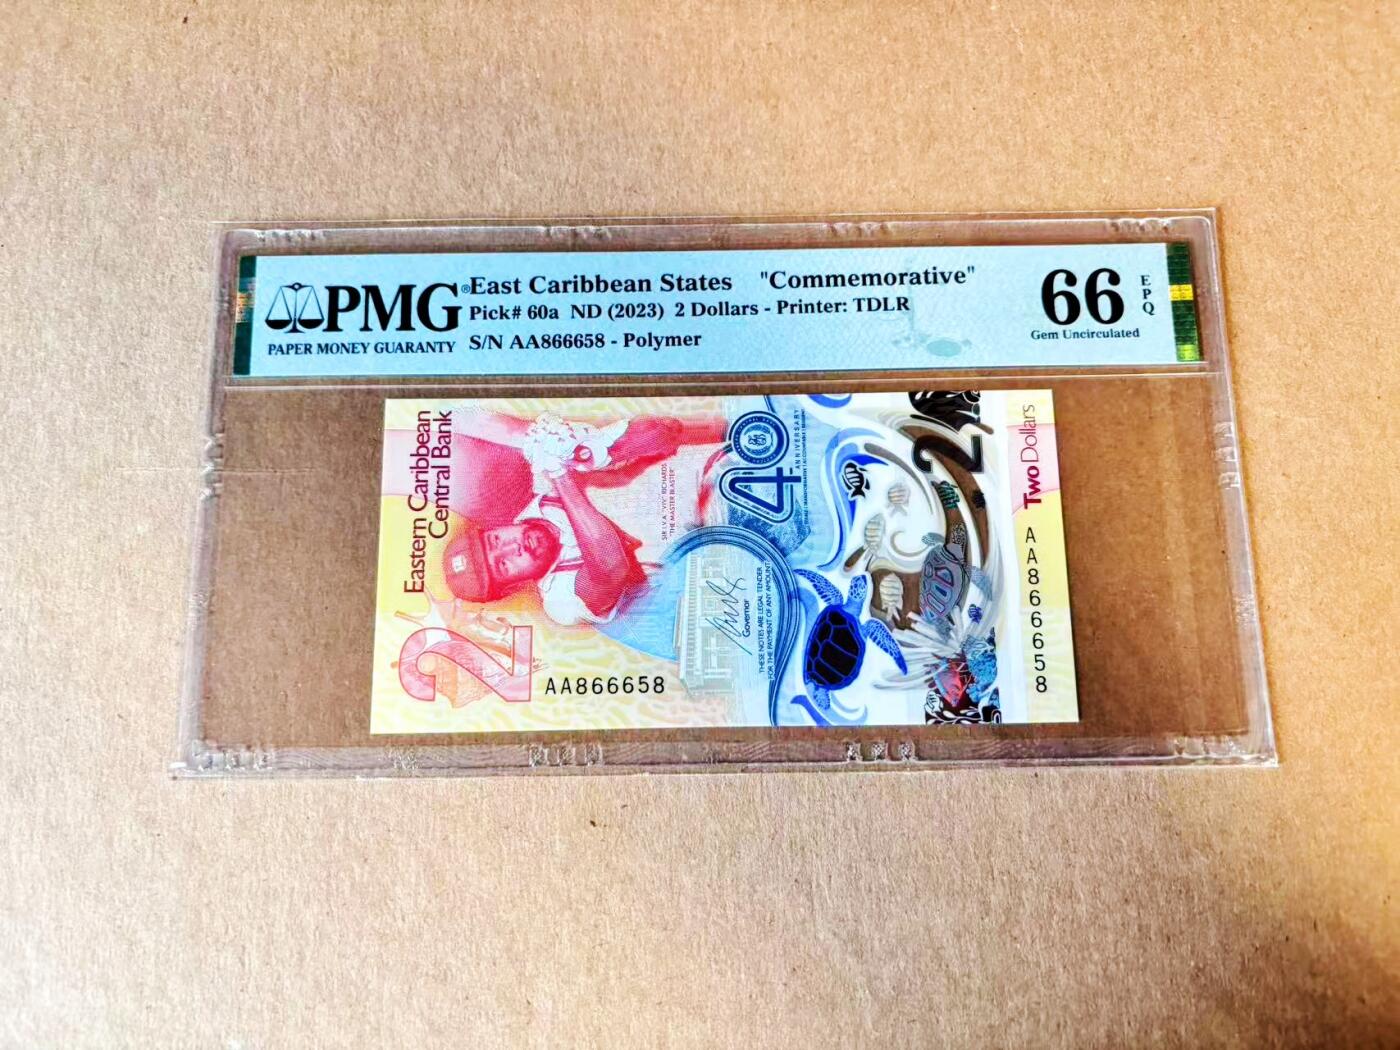 PMG®
PAPER MONEY GUARANTY
East Caribbean States "Commemorative"
Pick# 60a ND (2023) 2 Dollars - Printer: TDLR
S/N AA866658 - Polymer
66
EPQ
Gem Uncirculated
Eastern Caribbean
Central Bank
SIR I.V.A "VIV" RICHARDS
"THE MASTER BLASTER"
40
ANNIVERSARY
2
Two Dollars
Governor
THESE NOTES ARE LEGAL TENDER
FOR THE PAYMENT OF ANY AMOUNT
2
AA866658
AA866658